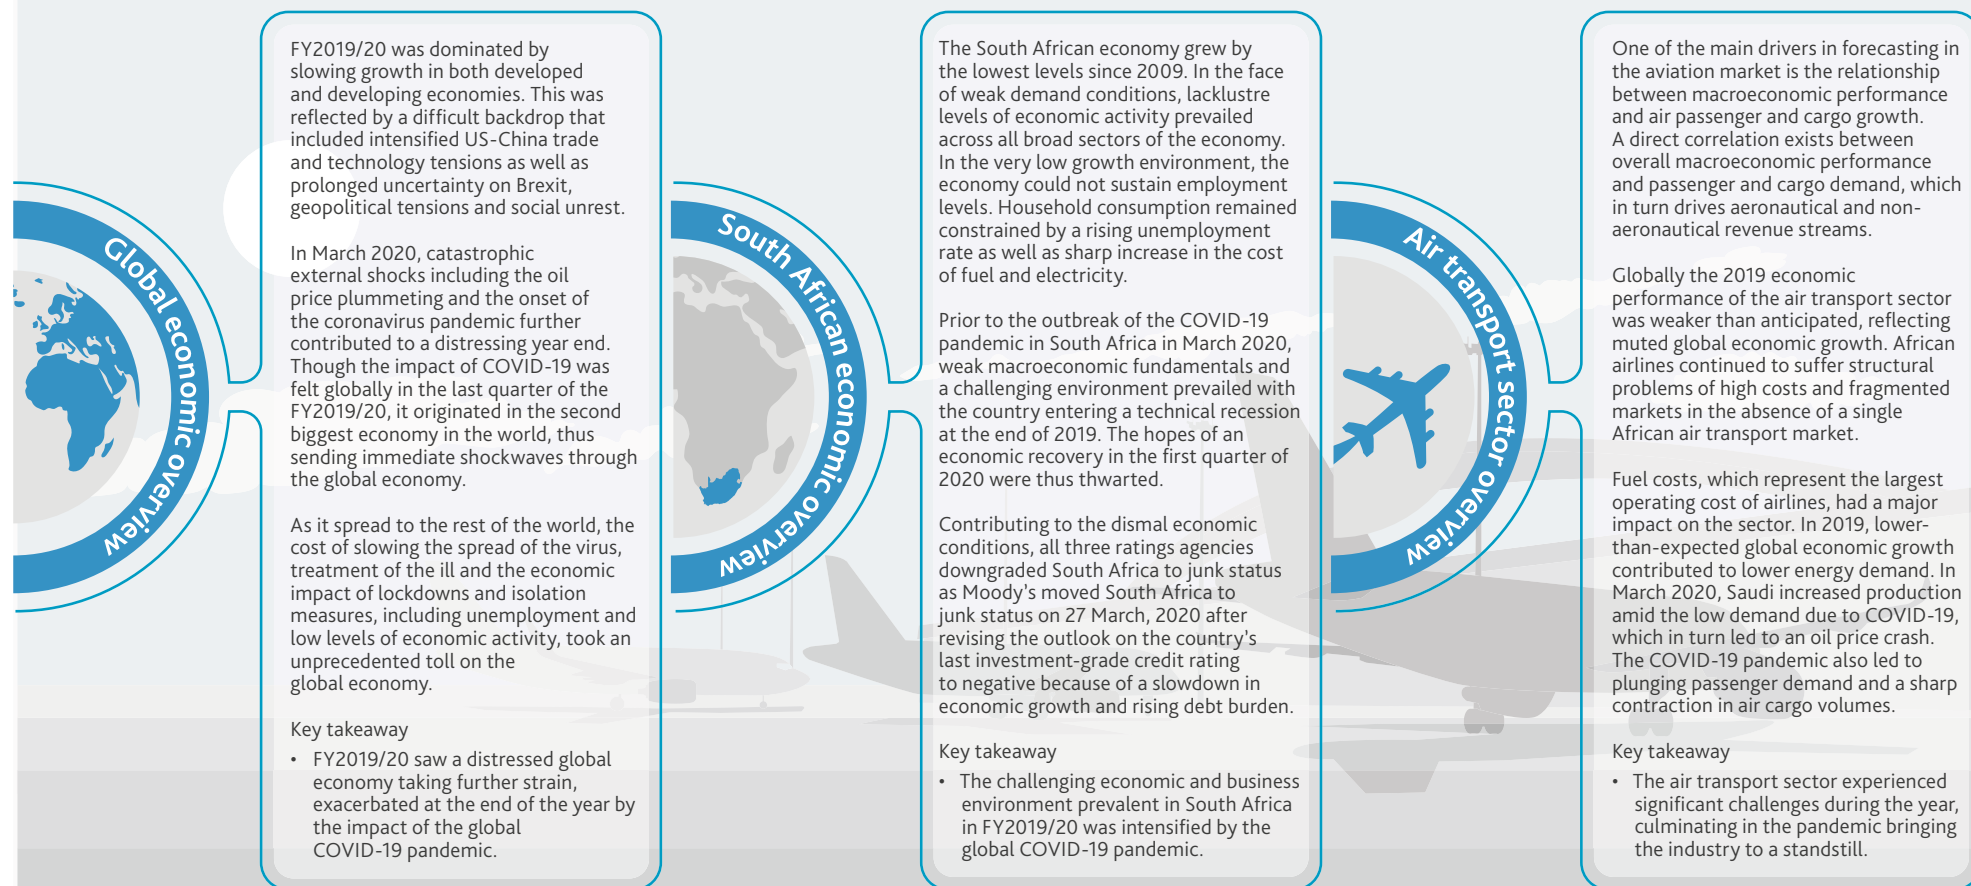 Global economic overview
FY2019/20 was dominated by
slowing growth in both developed
and developing economies. This was
reflected by a difficult backdrop that
included intensified US-China trade
and technology tensions as well as
prolonged uncertainty on Brexit,
geopolitical tensions and social unrest.
In March 2020, catastrophic
external shocks including the oil
price plummeting and the onset of
the coronavirus pandemic further
contributed to a distressing year end.
Though the impact of COVID-19 was
felt globally in the last quarter of the
FY2019/20, it originated in the second
biggest economy in the world, thus
sending immediate shockwaves through
the global economy.
As it spread to the rest of the world, the
cost of slowing the spread of the virus,
treatment of the ill and the economic
impact of lockdowns and isolation
measures, including unemployment and
low levels of economic activity, took an
unprecedented toll on the
global economy.
Key takeaway
• FY2019/20 saw a distressed global
economy taking further strain,
exacerbated at the end of the year by
the impact of the global
COVID-19 pandemic.
South African economic overview
The South African economy grew by
the lowest levels since 2009. In the face
of weak demand conditions, lacklustre
levels of economic activity prevailed
across all broad sectors of the economy.
In the very low growth environment, the
economy could not sustain employment
levels. Household consumption remained
constrained by a rising unemployment
rate as well as sharp increase in the cost
of fuel and electricity.
Prior to the outbreak of the COVID-19
pandemic in South Africa in March 2020,
weak macroeconomic fundamentals and
a challenging environment prevailed with
the country entering a technical recession
at the end of 2019. The hopes of an
economic recovery in the first quarter of
2020 were thus thwarted.
Contributing to the dismal economic
conditions, all three ratings agencies
downgraded South Africa to junk status
as Moody's moved South Africa to
junk status on 27 March, 2020 after
revising the outlook on the country's
last investment-grade credit rating
to negative because of a slowdown in
economic growth and rising debt burden.
Key takeaway
• The challenging economic and business
environment prevalent in South Africa
in FY2019/20 was intensified by the
global COVID-19 pandemic.
Air transport sector overview
One of the main drivers in forecasting in
the aviation market is the relationship
between macroeconomic performance
and air passenger and cargo growth.
A direct correlation exists between
overall macroeconomic performance
and passenger and cargo demand, which
in turn drives aeronautical and non-
aeronautical revenue streams.
Globally the 2019 economic
performance of the air transport sector
was weaker than anticipated, reflecting
muted global economic growth. African
airlines continued to suffer structural
problems of high costs and fragmented
markets in the absence of a single
African air transport market.
Fuel costs, which represent the largest
operating cost of airlines, had a major
impact on the sector. In 2019, lower-
than-expected global economic growth
contributed to lower energy demand. In
March 2020, Saudi increased production
amid the low demand due to COVID-19,
which in turn led to an oil price crash.
The COVID-19 pandemic also led to
plunging passenger demand and a sharp
contraction in air cargo volumes.
Key takeaway
• The air transport sector experienced
significant challenges during the year,
culminating in the pandemic bringing
the industry to a standstill.